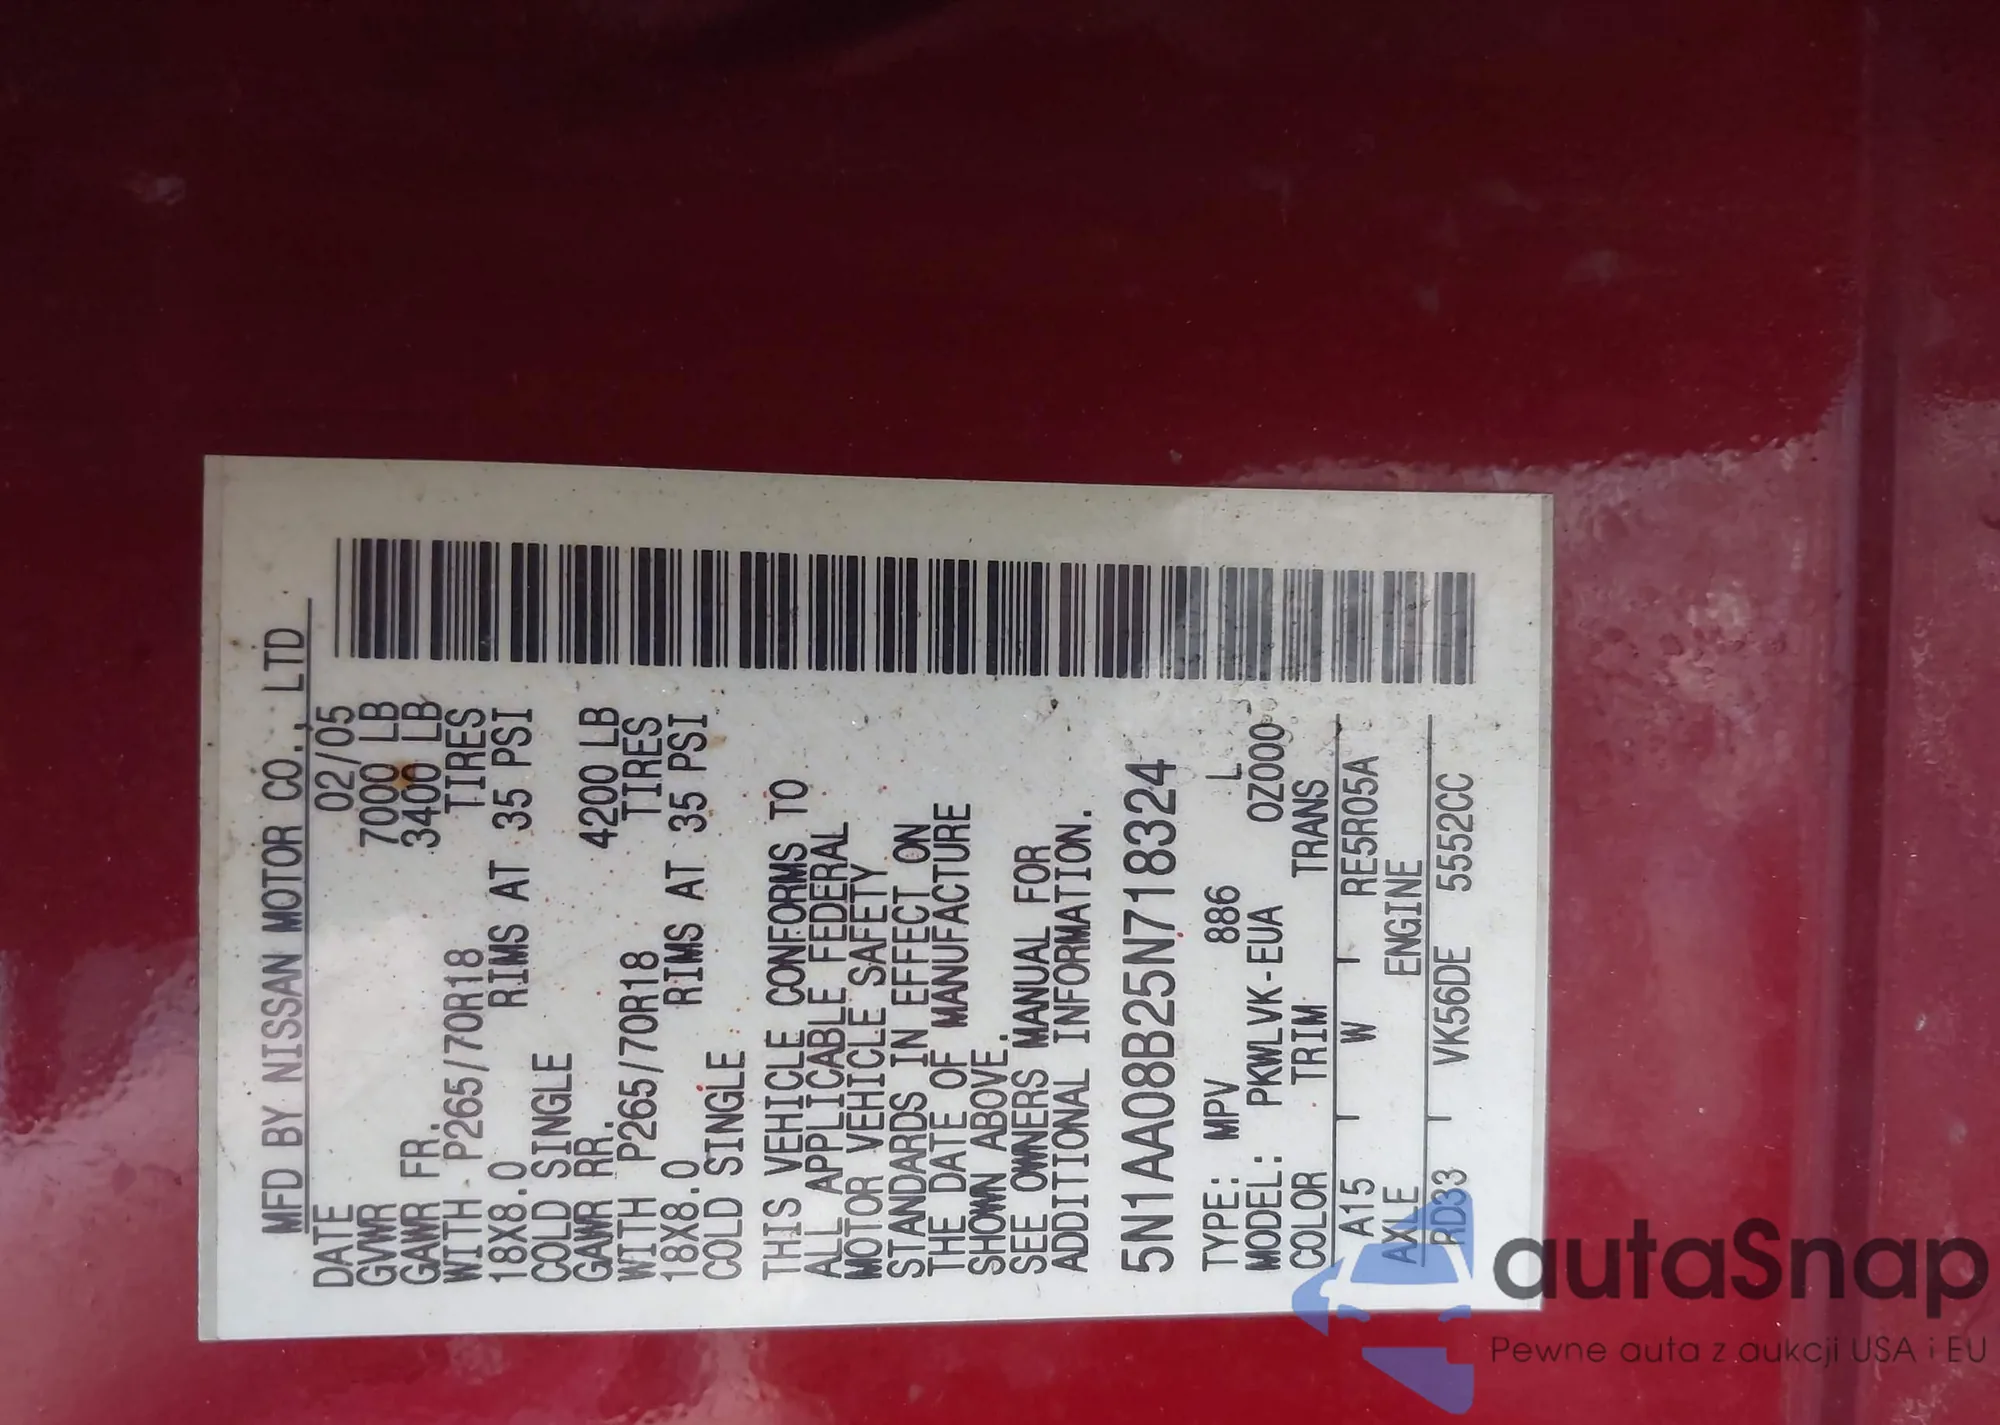 MFD BY NISSAN MOTOR CO., LTD
DATE 02/05
GVWR 7000 LB
GAWR FR. 3400 LB
WITH P265/70R18 TIRES
18X8.0 RIMS AT 35 PSI
COLD SINGLE
GAWR RR. 4200 LB
WITH P265/70R18 TIRES
18X8.0 RIMS AT 35 PSI
COLD SINGLE
THIS VEHICLE CONFORMS TO
ALL APPLICABLE FEDERAL
MOTOR VEHICLE SAFETY
STANDARDS IN EFFECT ON
THE DATE OF MANUFACTURE
SHOWN ABOVE.
SEE OWNERS MANUAL FOR
ADDITIONAL INFORMATION.
5N1AA08B25N718324
TYPE: MPV 886 L
MODEL: PKWLVK-EUA 0Z000
COLOR TRIM TRANS
A15 W RE5R05A
AXLE ENGINE
RD33 VK56DE 5552CC
autaSnap
Pewne auta z aukcji USA i EU